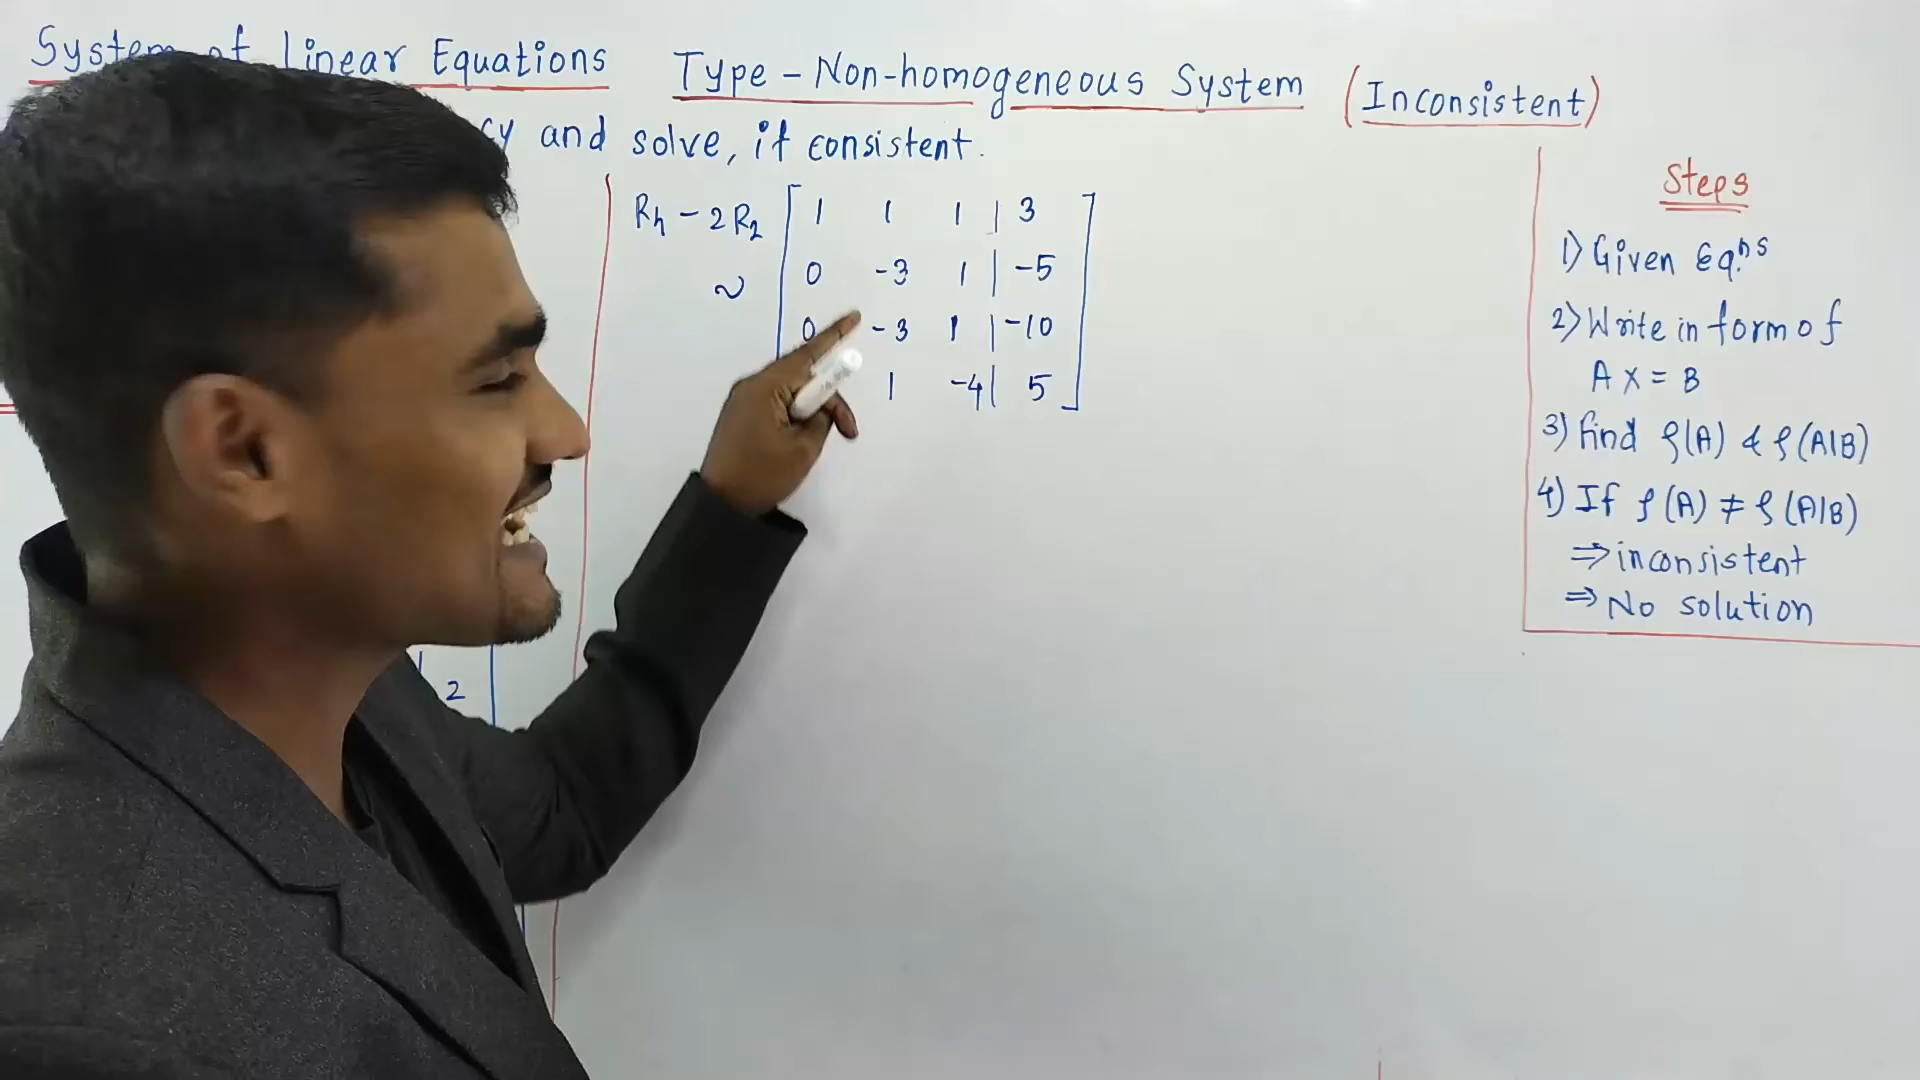 System of Linear Equations Type - Non-homogeneous System (Inconsistent)
cy and solve, if consistent.
R4 - 2R2 [ 1 1 1 | 3 ]
~ 0 -3 1 | -5
0 -3 1 | -10
1 -4 | 5
2
Steps
1) Given Eqns
2) Write in form of
AX = B
3) Find ρ(A) & ρ(A|B)
4) If ρ(A) ≠ ρ(A|B)
⇒ inconsistent
⇒ No solution